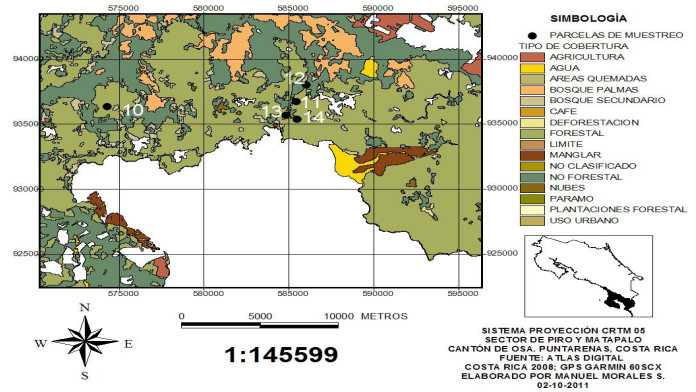 SIMBOLOGÍA
PARCELAS DE MUESTREO
TIPO DE COBERTURA
AGRICULTURA
AGUA
AREAS QUEMADAS
BOSQUE PALMAS
BOSQUE SECUNDARIO
CAFE
DEFORESTACION
FORESTAL
LIMITE
MANGLAR
NO CLASIFICADO
NO FORESTAL
NUBES
PARAMO
PLANTACIONES FORESTAL
USO URBANO
575000 580000 585000 590000 595000
940000 940000
935000 935000
930000 930000
925000 925000
12
11
10
13
14
575000 580000 585000 590000 595000
N
W E
S
0 5000 10000 METROS
1:145599
SISTEMA PROYECCIÓN CRTM 05
SECTOR DE PIRO Y MATAPALO
CANTÓN DE OSA, PUNTARENAS, COSTA RICA
FUENTE: ATLAS DIGITAL
COSTA RICA 2008; GPS GARMIN 60SCX
ELABORADO POR MANUEL MORALES S.
02-10-2011